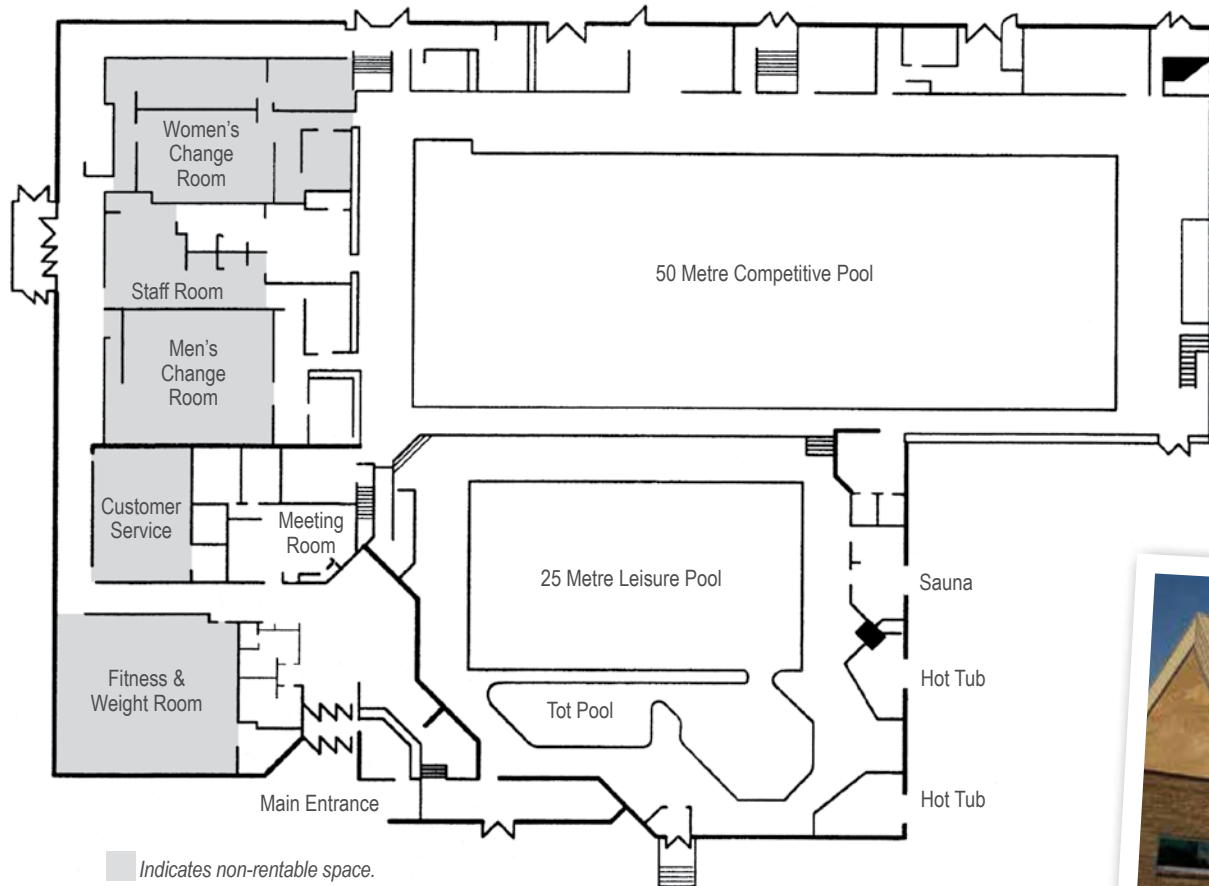 Women's
Change
Room
50 Metre Competitive Pool
Staff Room
Men's
Change
Room
Customer
Service
Meeting
Room
25 Metre Leisure Pool
Sauna
Fitness &
Weight Room
Hot Tub
Tot Pool
Main Entrance
Hot Tub
Indicates non-rentable space.